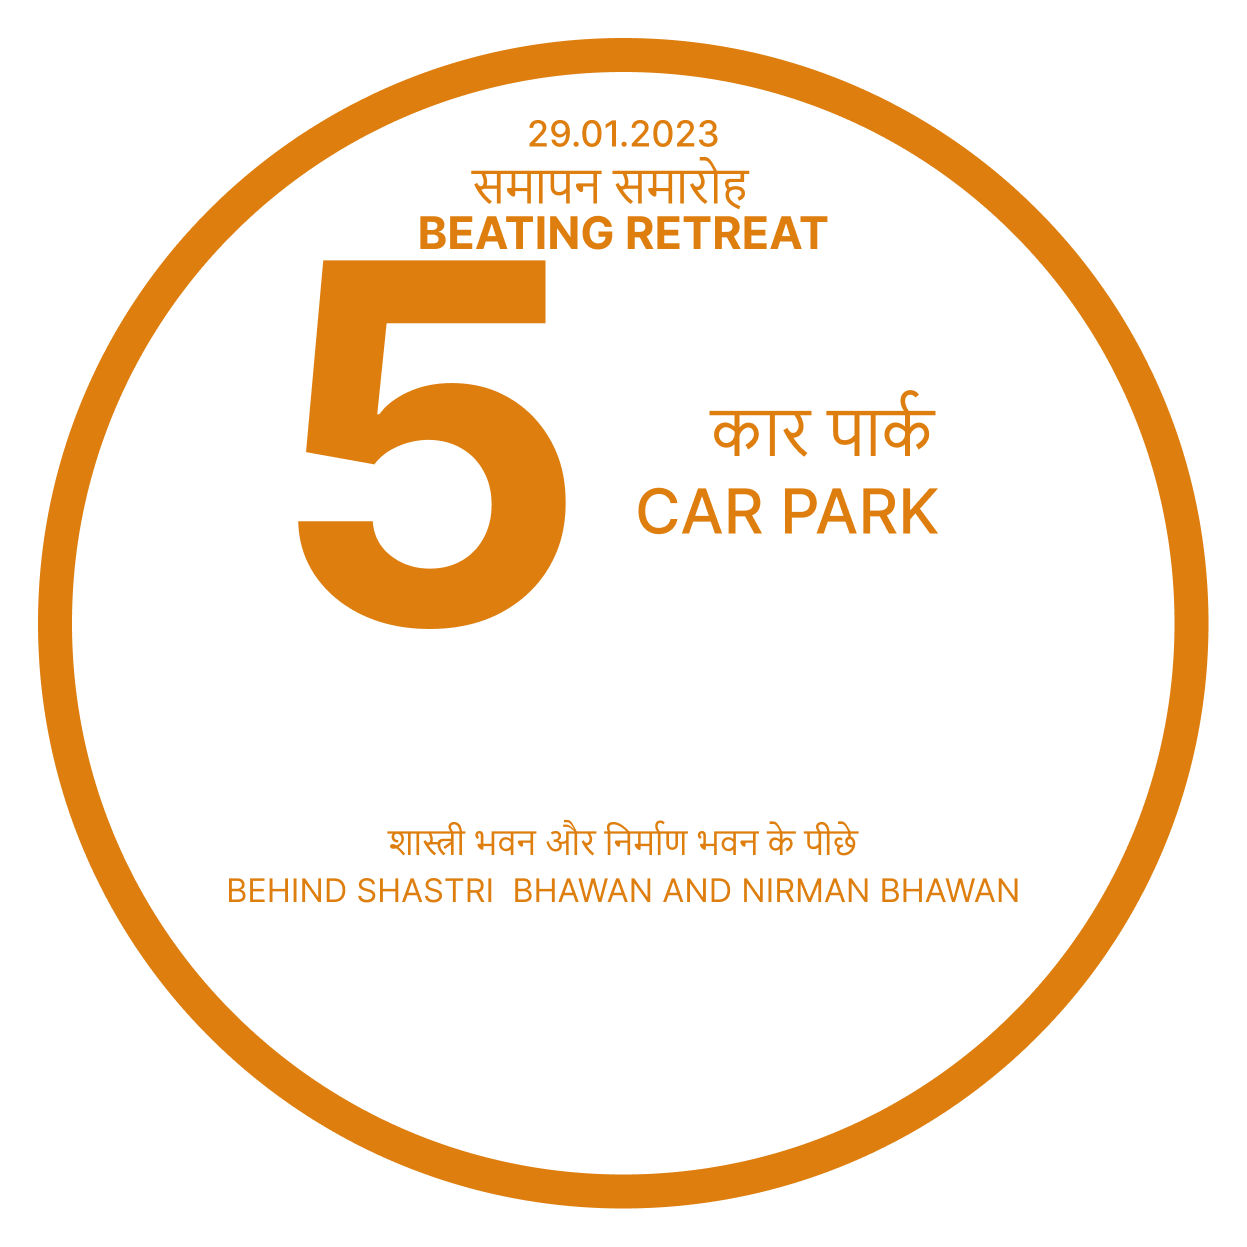 29.01.2023
समापन समारोह
BEATING RETREAT
5
कार पार्क
CAR PARK
शास्त्री भवन और निर्माण भवन के पीछे
BEHIND SHASTRI  BHAWAN AND NIRMAN BHAWAN